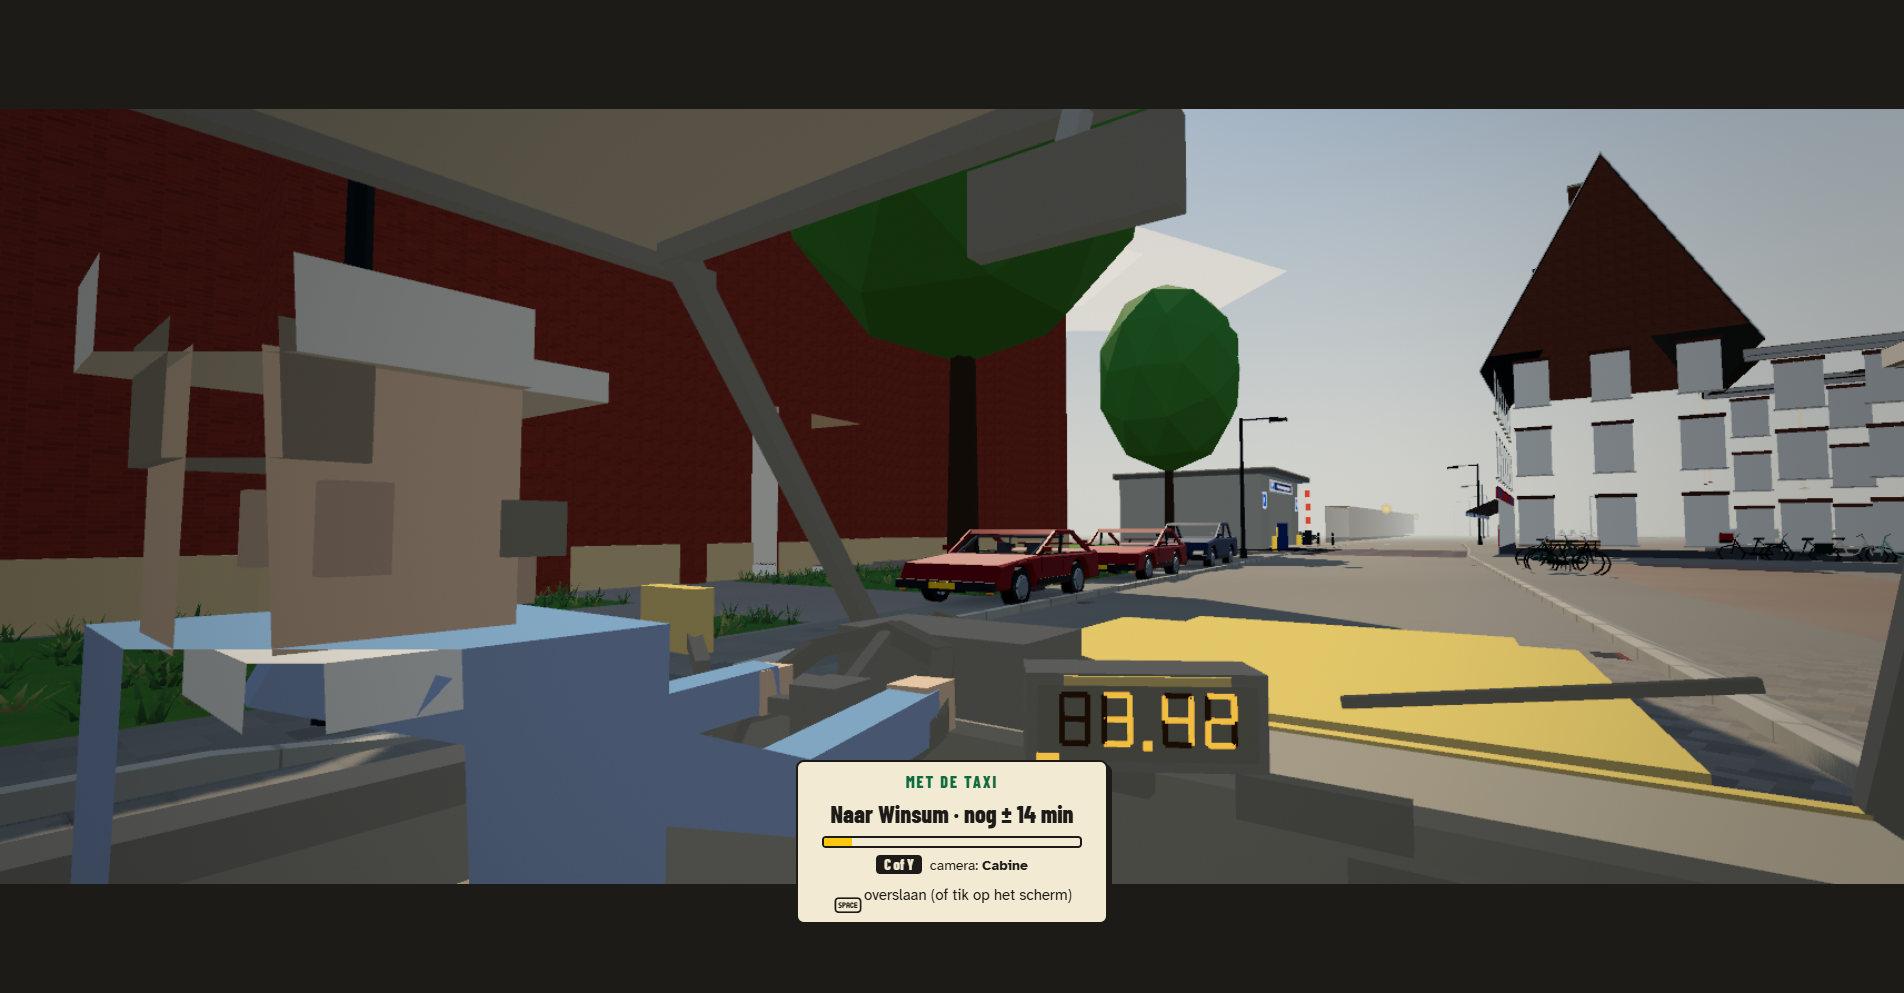 83.42
MET DE TAXI
Naar Winsum · nog ± 14 min
C of Y camera: Cabine
SPACE overslaan (of tik op het scherm)